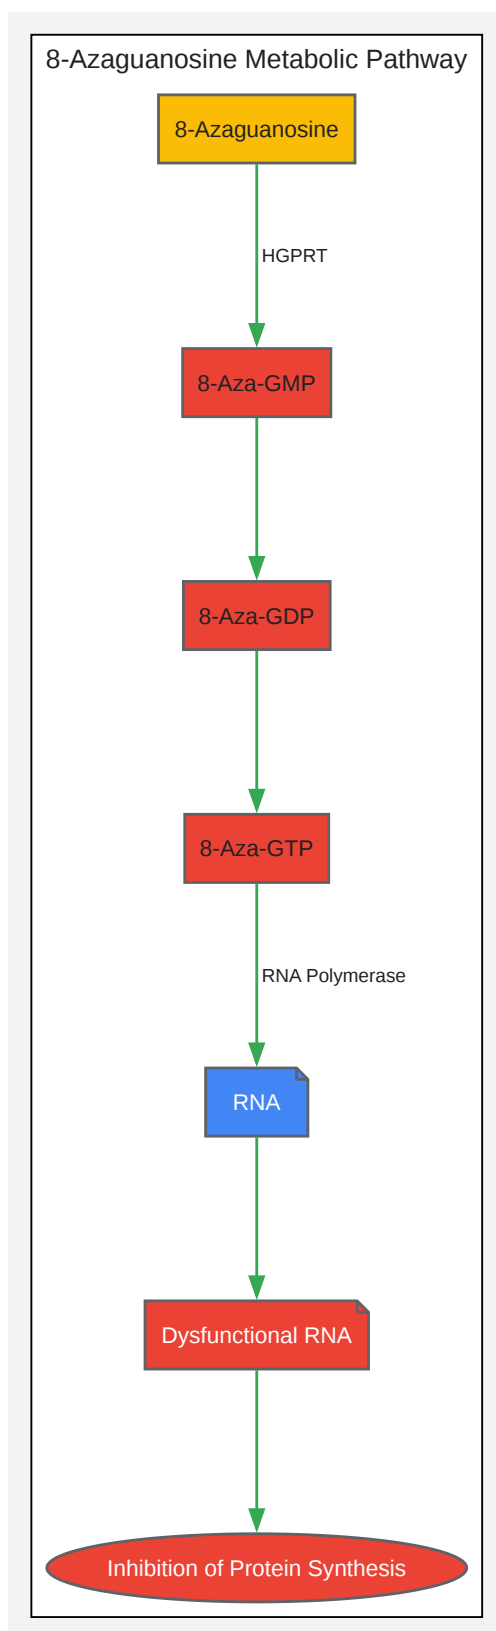 8-Azaguanosine Metabolic Pathway
8-Azaguanosine
HGPRT
8-Aza-GMP
8-Aza-GDP
8-Aza-GTP
RNA Polymerase
RNA
Dysfunctional RNA
Inhibition of Protein Synthesis